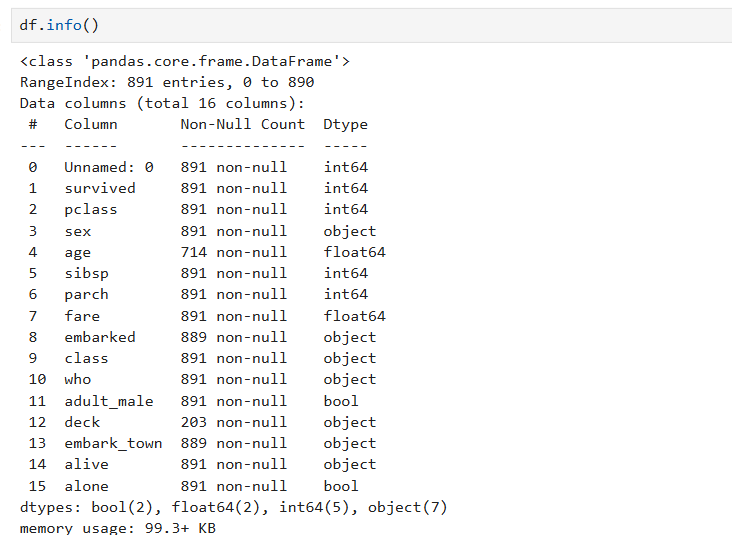 df.info()
<class 'pandas.core.frame.DataFrame'>
RangeIndex: 891 entries, 0 to 890
Data columns (total 16 columns):
 #   Column       Non-Null Count  Dtype
---  ------       --------------  -----
 0   Unnamed: 0   891 non-null    int64
 1   survived     891 non-null    int64
 2   pclass       891 non-null    int64
 3   sex          891 non-null    object
 4   age          714 non-null    float64
 5   sibsp        891 non-null    int64
 6   parch        891 non-null    int64
 7   fare         891 non-null    float64
 8   embarked     889 non-null    object
 9   class        891 non-null    object
 10  who          891 non-null    object
 11  adult_male   891 non-null    bool
 12  deck         203 non-null    object
 13  embark_town  889 non-null    object
 14  alive        891 non-null    object
 15  alone        891 non-null    bool
dtypes: bool(2), float64(2), int64(5), object(7)
memory usage: 99.3+ KB